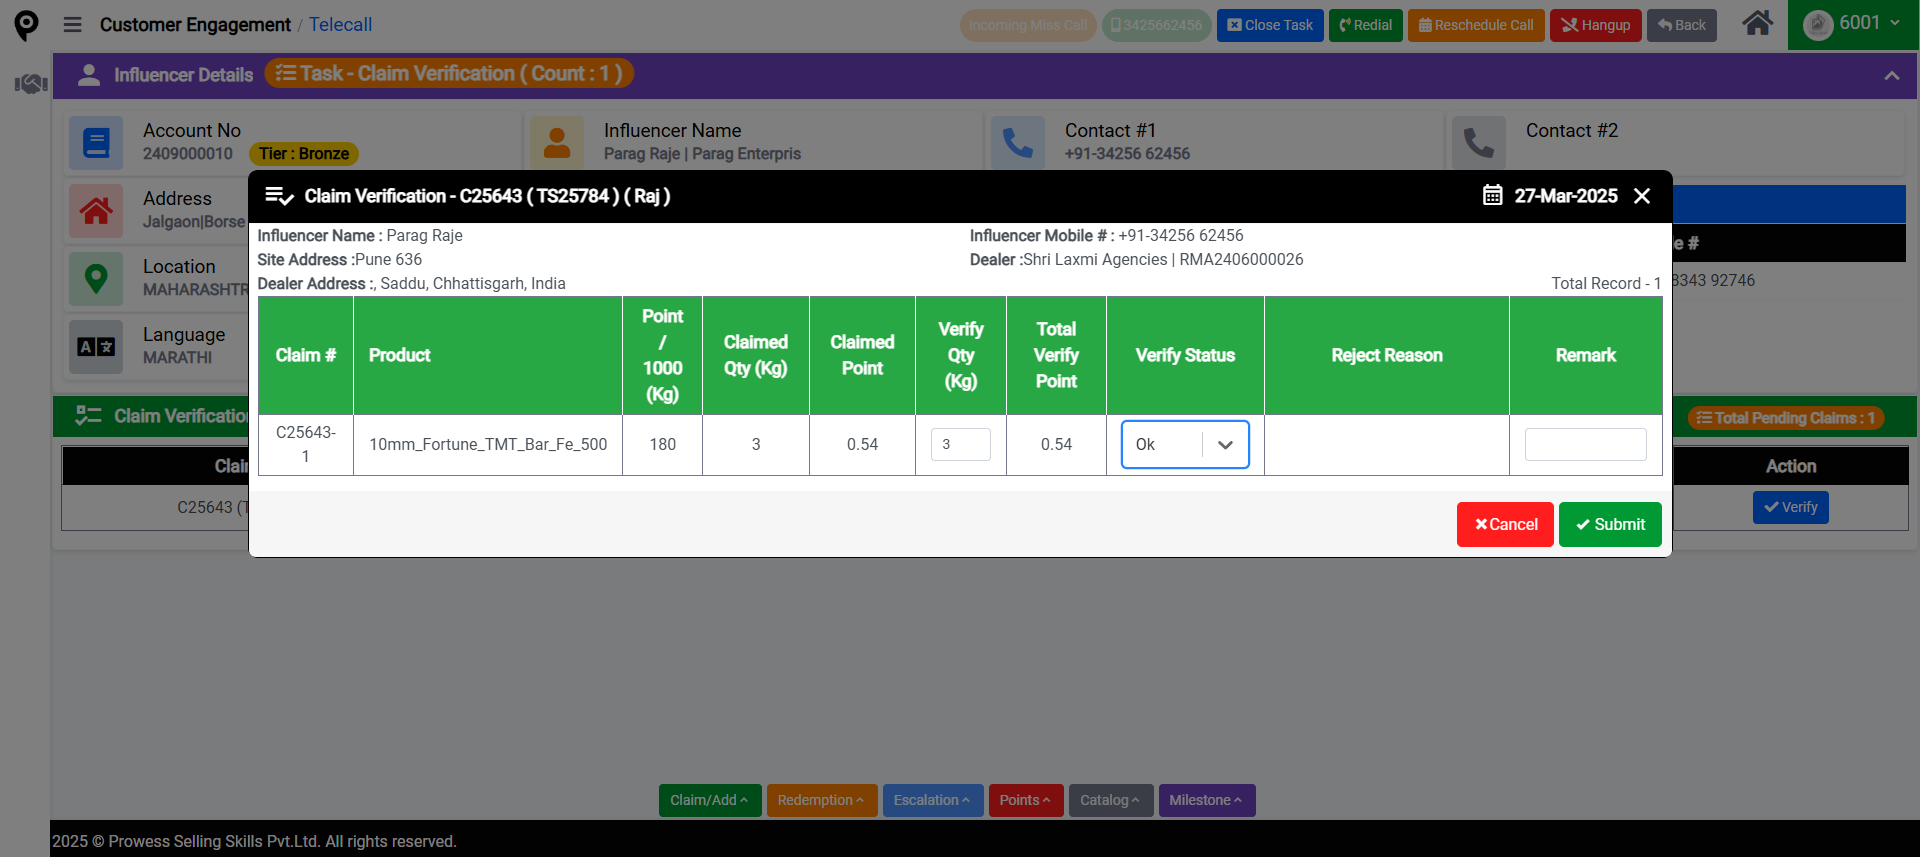 Customer Engagement / Telecall
Incoming Miss Call
3425662456
Close Task
Redial
Reschedule Call
Hangup
Back
6001
Influencer Details
Task - Claim Verification ( Count : 1 )
Account No
2409000010
Tier : Bronze
Influencer Name
Parag Raje | Parag Enterpris
Contact #1
+91-34256 62456
Contact #2
Address
Jalgaon|Borse
Location
MAHARASHTR
Language
MARATHI
Claim Verification - C25643 ( TS25784 ) ( Raj )
27-Mar-2025
Influencer Name : Parag Raje
Influencer Mobile # : +91-34256 62456
Site Address :Pune 636
Dealer :Shri Laxmi Agencies | RMA2406000026
Dealer Address :, Saddu, Chhattisgarh, India
Total Record - 1
Claim #
Product
Point
/
1000
(Kg)
Claimed
Qty (Kg)
Claimed
Point
Verify
Qty
(Kg)
Total
Verify
Point
Verify Status
Reject Reason
Remark
C25643-
1
10mm_Fortune_TMT_Bar_Fe_500
180
3
0.54
3
0.54
Ok
Cancel
Submit
e #
8343 92746
Claim Verificatio
Total Pending Claims : 1
Clai
Action
C25643 (T
Verify
Claim/Add
Redemption
Escalation
Points
Catalog
Milestone
2025 © Prowess Selling Skills Pvt.Ltd. All rights reserved.